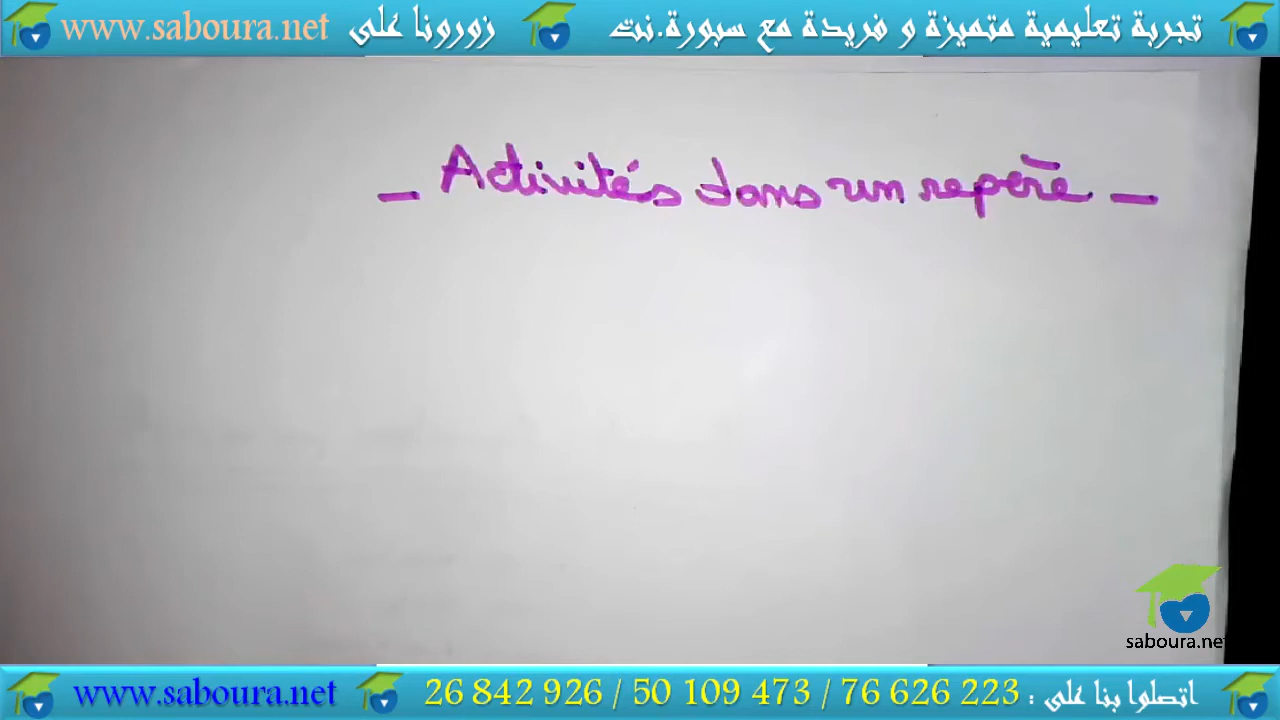 تجربة تعليمية متميزة و فريدة مع سبورة.نت زورونا على www.saboura.net
_ Activités dans un repère _
saboura.net
اتصلوا بنا على : 26 842 926 / 50 109 473 / 76 626 223 www.saboura.net